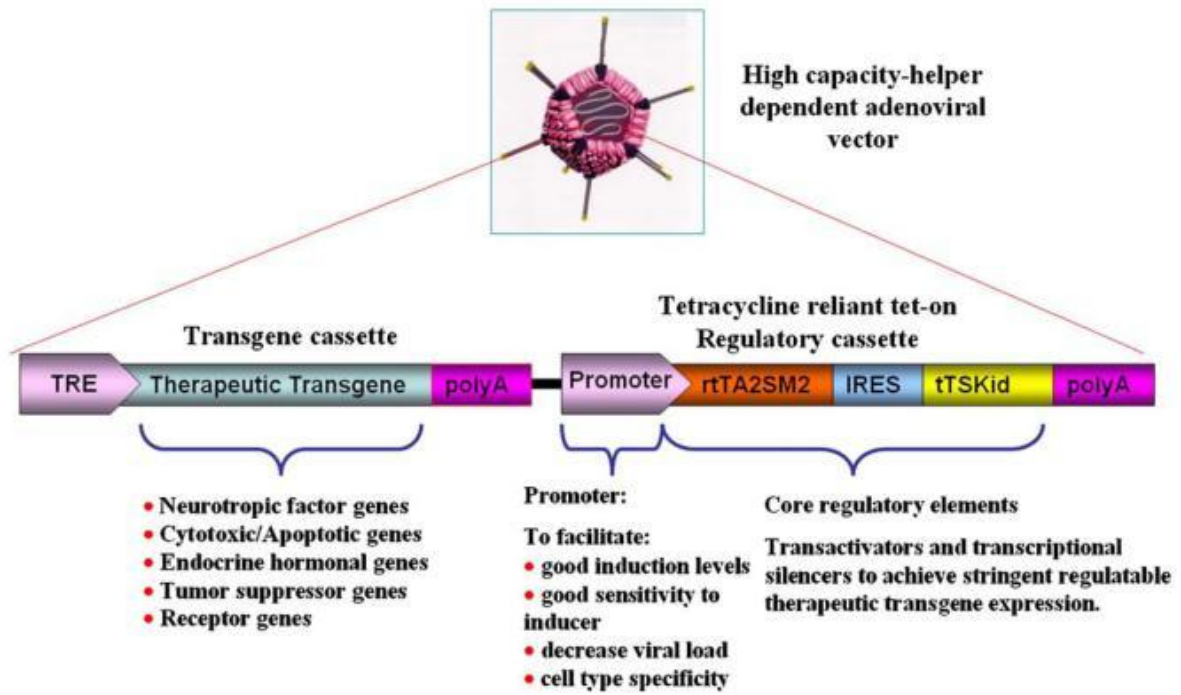 High capacity-helper
dependent adenoviral
vector
Transgene cassette
Tetracycline reliant tet-on
Regulatory cassette
TRE
Therapeutic Transgene
polyA
Promoter
rtTA2SM2
IRES
tTSKid
polyA
• Neurotropic factor genes
• Cytotoxic/Apoptotic genes
• Endocrine hormonal genes
• Tumor suppressor genes
• Receptor genes
Promoter:
To facilitate:
• good induction levels
• good sensitivity to
inducer
• decrease viral load
• cell type specificity
Core regulatory elements
Transactivators and transcriptional
silencers to achieve stringent regulatable
therapeutic transgene expression.